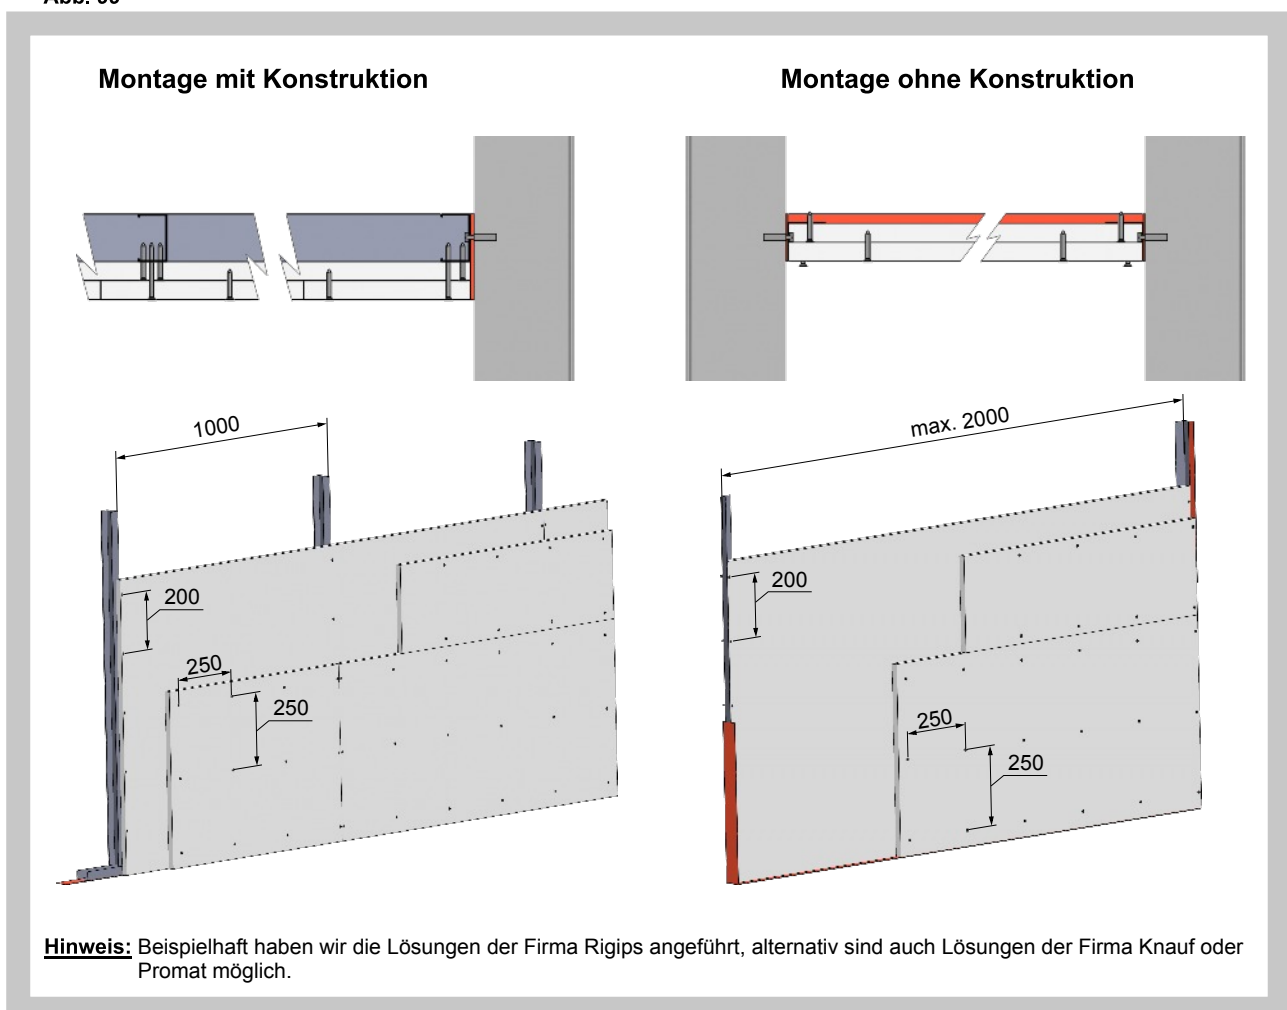 Montage mit Konstruktion
Montage ohne Konstruktion
1000
200
250
250
max. 2000
200
250
250
Hinweis: Beispielhaft haben wir die Lösungen der Firma Rigips angeführt, alternativ sind auch Lösungen der Firma Knauf oder
Promat möglich.